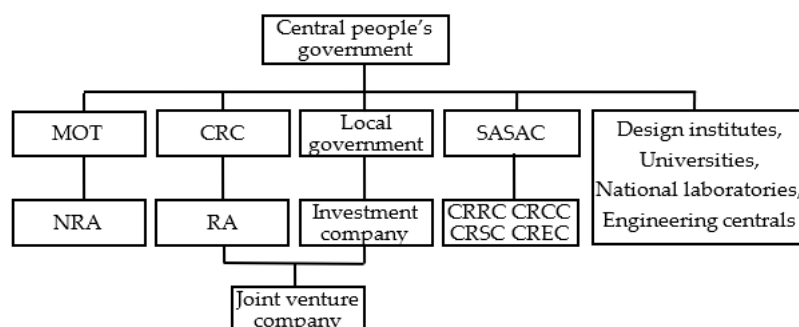 Central people's
government
MOT
CRC
Local
government
SASAC
Design institutes,
Universities,
National laboratories,
Engineering centrals
NRA
RA
Investment
company
CRRC CRCC
CRSC CREC
Joint venture
company